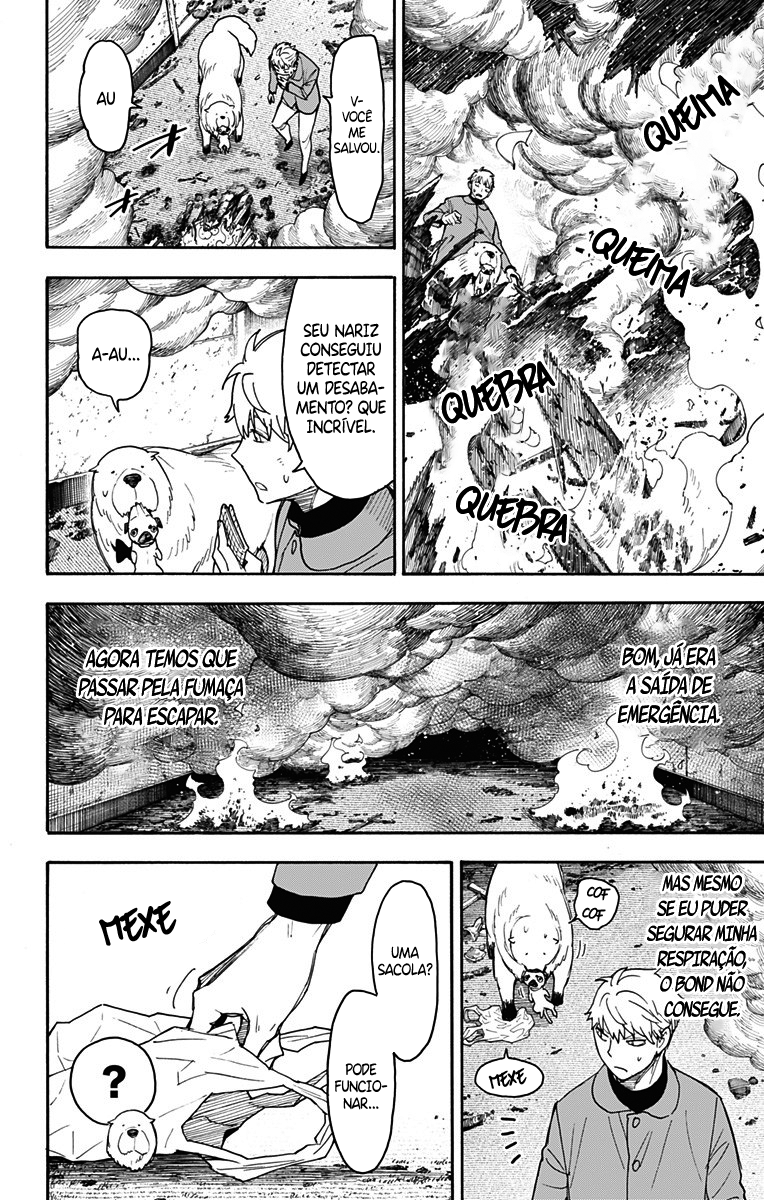 QUEIMA
QUEIMA
QUEBRA
QUEBRA
V-
VOCÊ
ME
SALVOU.
AU
SEU NARIZ
CONSEGUIU
DETECTAR
UM DESABA-
MENTO? QUE
INCRÍVEL.
A-AU...
BOM, JÁ ERA
A SAÍDA DE
EMERGÊNCIA.
AGORA TEMOS QUE
PASSAR PELA FUMAÇA
PARA ESCAPAR.
MAS MESMO
SE EU PUDER
SEGURAR MINHA
RESPIRAÇÃO,
O BOND NÃO
CONSEGUE.
COF
COF
MEXE
UMA
SACOLA?
PODE
FUNCIO-
NAR...
MEXE
?